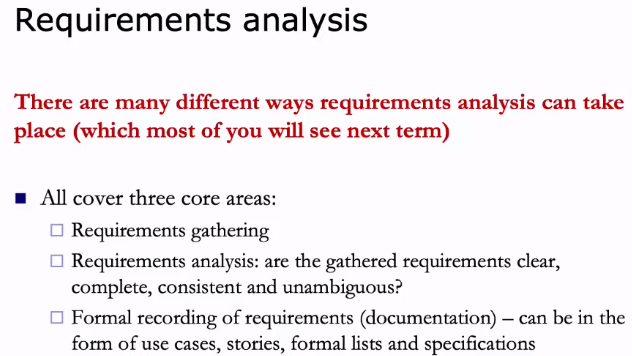 Requirements analysis
There are many different ways requirements analysis can take
place (which most of you will see next term)
All cover three core areas:
Requirements gathering
Requirements analysis: are the gathered requirements clear,
complete, consistent and unambiguous?
Formal recording of requirements (documentation) – can be in the
form of use cases, stories, formal lists and specifications